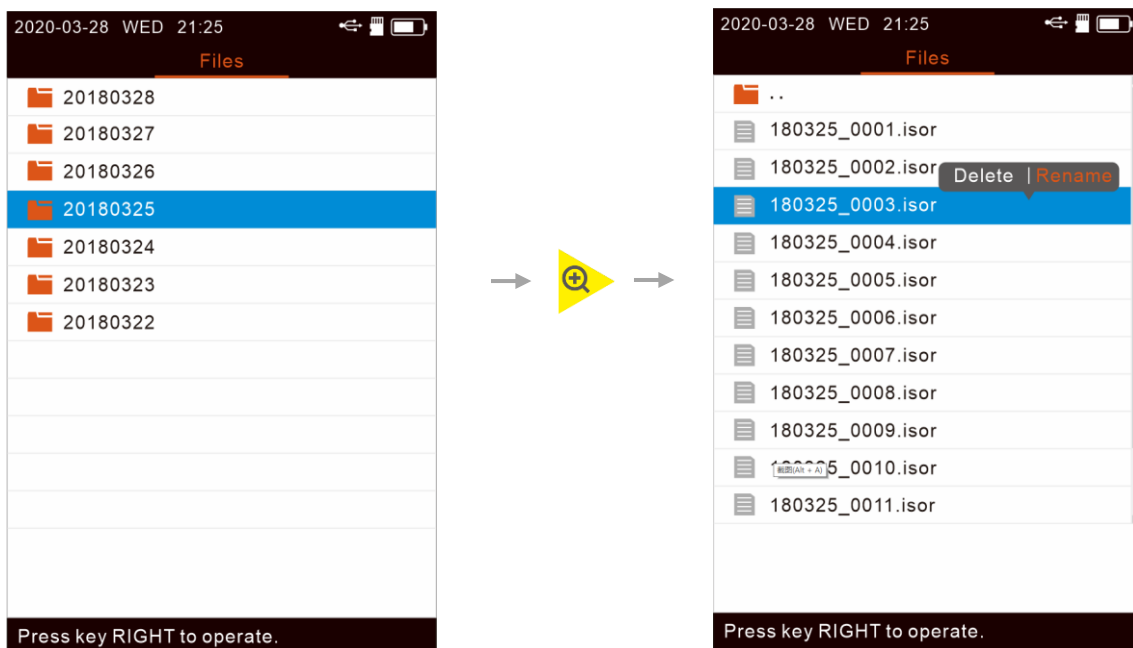 2020-03-28 WED 21:25
Files
20180328
20180327
20180326
20180325
20180324
20180323
20180322
Press key RIGHT to operate.
2020-03-28 WED 21:25
Files
..
180325_0001.isor
180325_0002.isor
Delete | Rename
180325_0003.isor
180325_0004.isor
180325_0005.isor
180325_0006.isor
180325_0007.isor
180325_0008.isor
180325_0009.isor
5_0010.isor
(Alt + A)
180325_0011.isor
Press key RIGHT to operate.